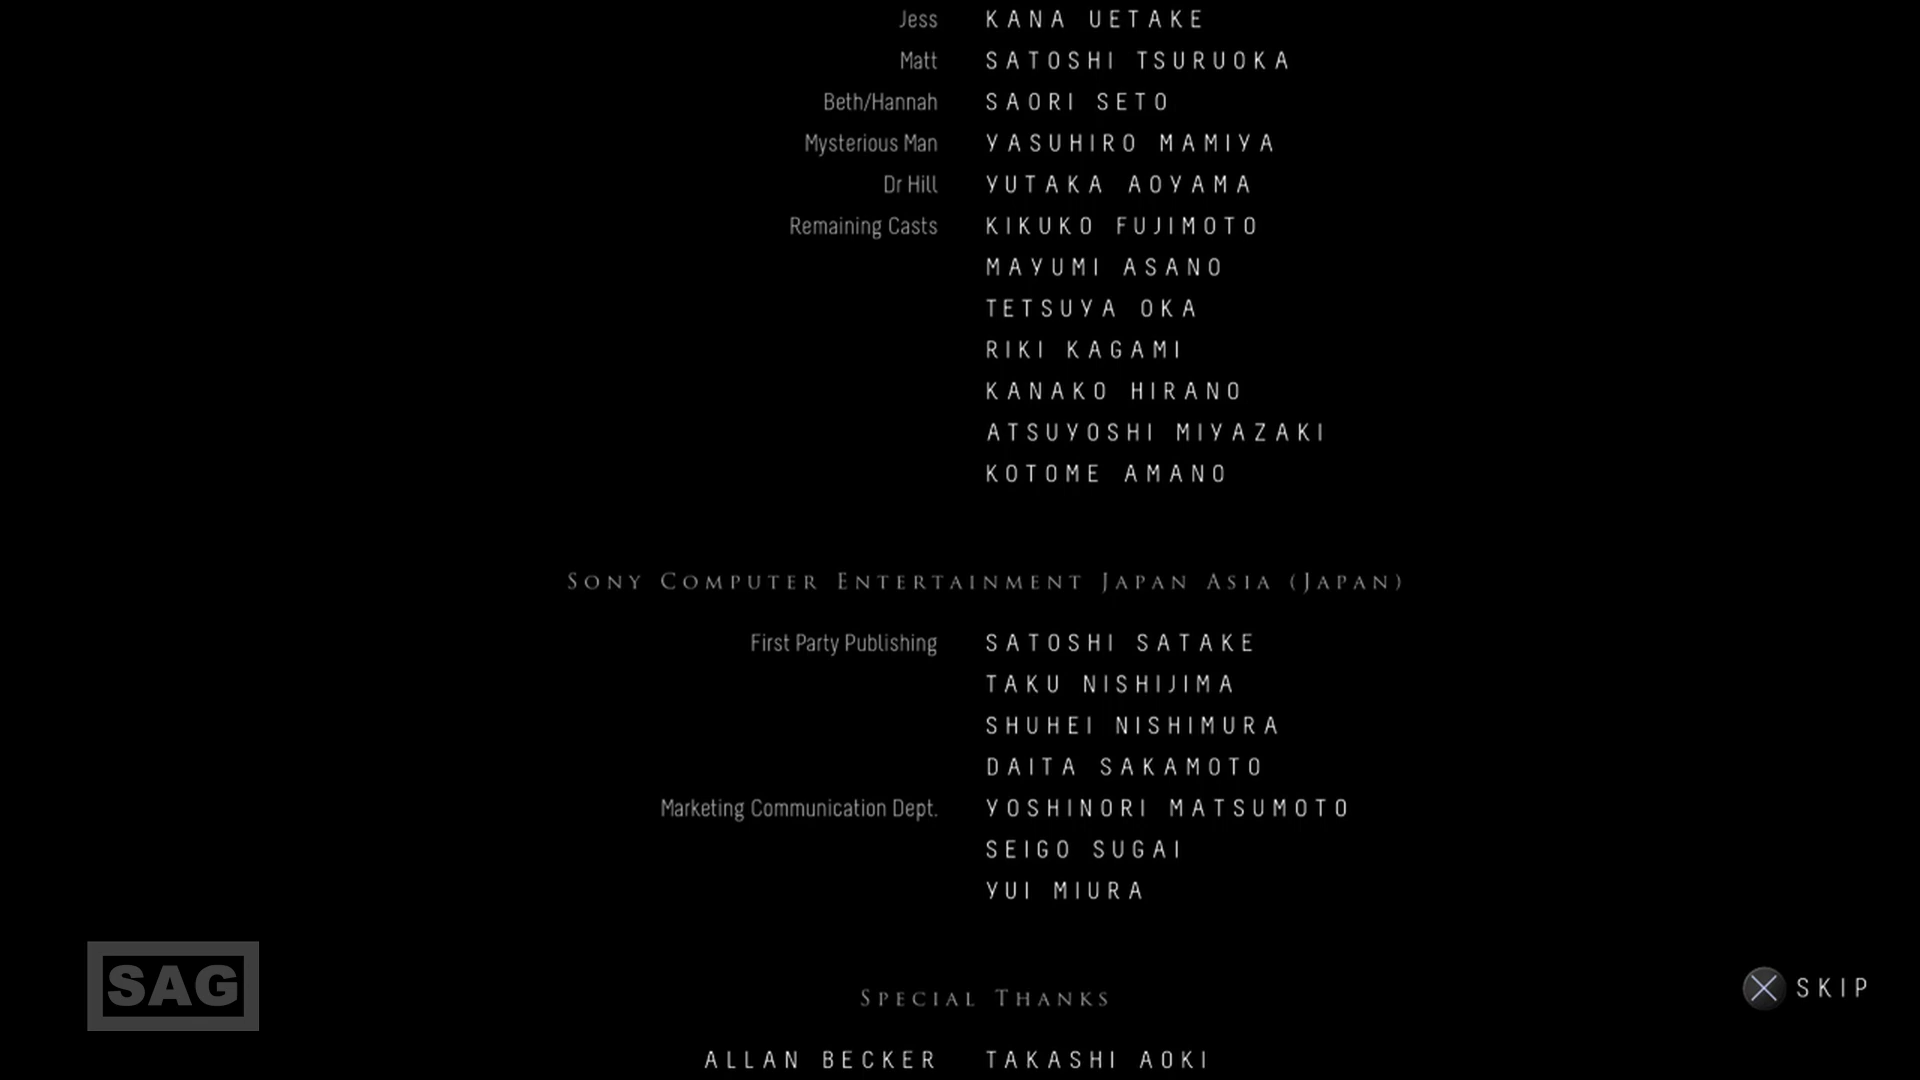 Jess KANA UETAKE
Matt SATOSHI TSURUOKA
Beth/Hannah SAORI SETO
Mysterious Man YASUHIRO MAMIYA
Dr Hill YUTAKA AOYAMA
Remaining Casts KIKUKO FUJIMOTO
MAYUMI ASANO
TETSUYA OKA
RIKI KAGAMI
KANAKO HIRANO
ATSUYOSHI MIYAZAKI
KOTOME AMANO
SONY COMPUTER ENTERTAINMENT JAPAN ASIA (JAPAN)
First Party Publishing SATOSHI SATAKE
TAKU NISHIJIMA
SHUHEI NISHIMURA
DAITA SAKAMOTO
Marketing Communication Dept. YOSHINORI MATSUMOTO
SEIGO SUGAI
YUI MIURA
SAG
SKIP
SPECIAL THANKS
ALLAN BECKER TAKASHI AOKI